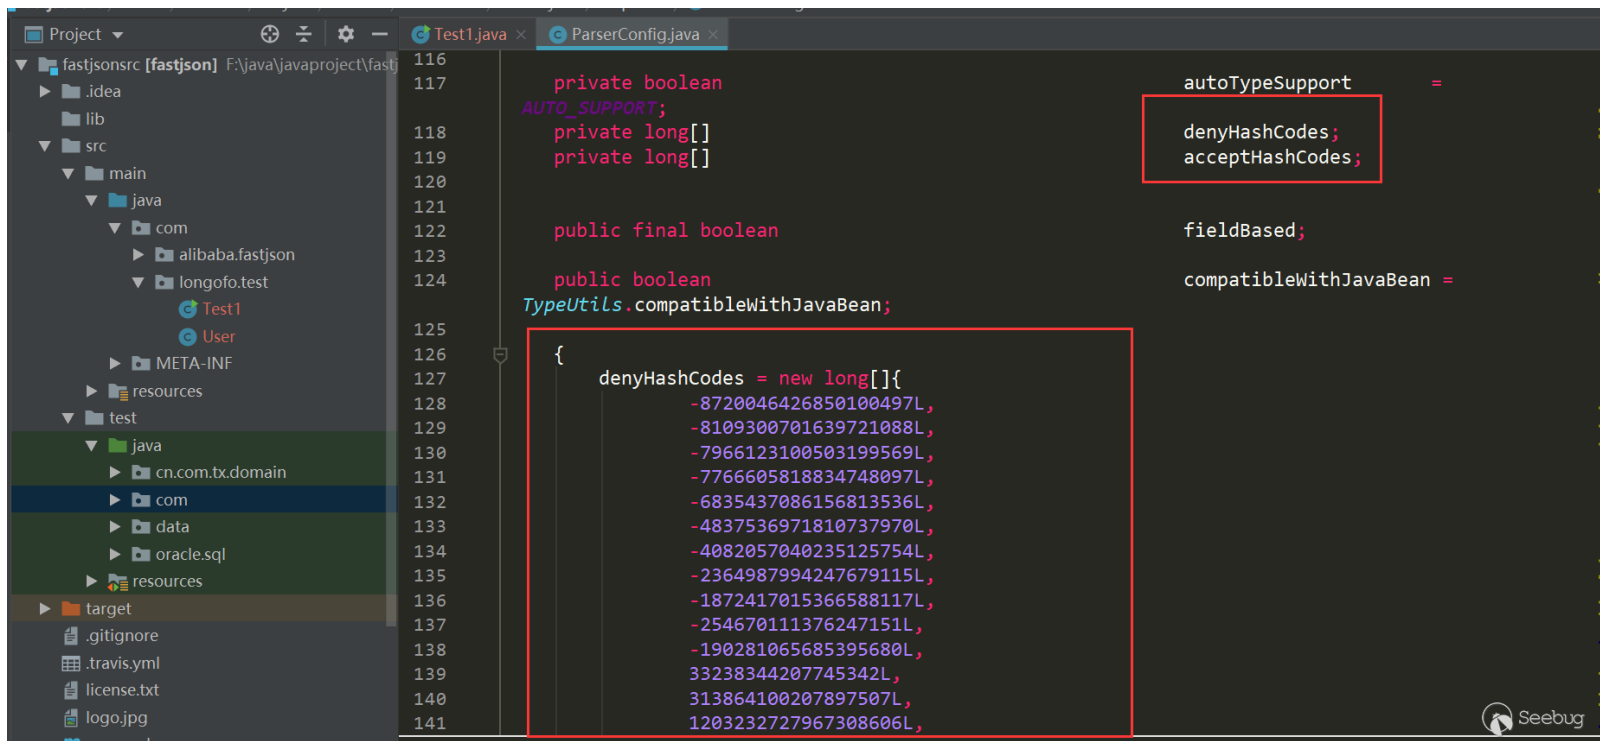 Project
fastjsonsrc [fastjson] F:\java\javaproject\fastj
.idea
lib
src
main
java
com
alibaba.fastjson
longofo.test
Test1
User
META-INF
resources
test
java
cn.com.tx.domain
com
data
oracle.sql
resources
target
.gitignore
.travis.yml
license.txt
logo.jpg
Test1.java
ParserConfig.java
116
117 private boolean autoTypeSupport =
AUTO_SUPPORT;
118 private long[] denyHashCodes;
119 private long[] acceptHashCodes;
120
121
122 public final boolean fieldBased;
123
124 public boolean compatibleWithJavaBean =
TypeUtils.compatibleWithJavaBean;
125
126 {
127 denyHashCodes = new long[]{
128 -8720046426850100497L,
129 -8109300701639721088L,
130 -7966123100503199569L,
131 -7766605818834748097L,
132 -6835437086156813536L,
133 -4837536971810737970L,
134 -4082057040235125754L,
135 -2364987994247679115L,
136 -1872417015366588117L,
137 -254670111376247151L,
138 -190281065685395680L,
139 33238344207745342L,
140 313864100207897507L,
141 1203232727967308606L,
Seebug